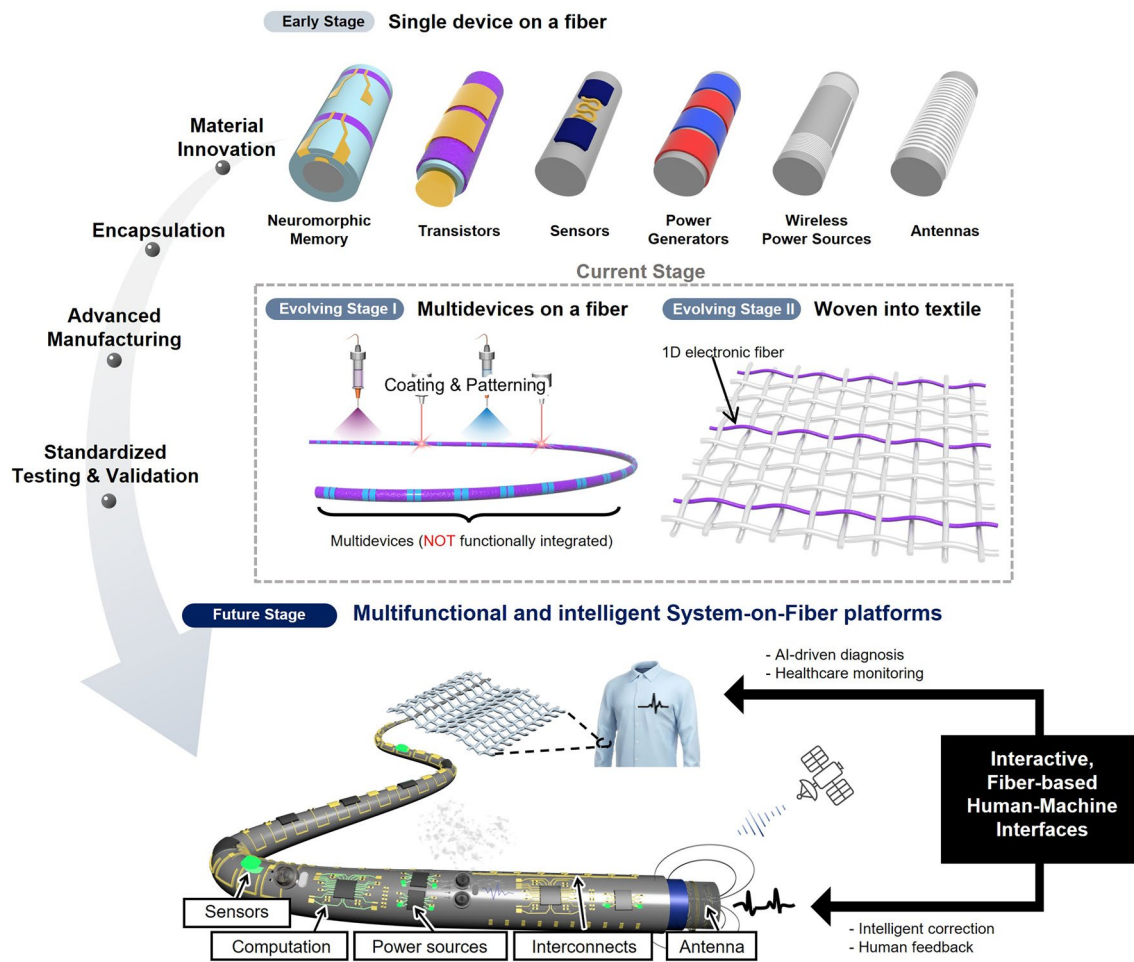 Early Stage
Single device on a fiber
Material
Innovation
Encapsulation
Advanced
Manufacturing
Standardized
Testing & Validation
Neuromorphic
Memory
Transistors
Sensors
Power
Generators
Wireless
Power Sources
Antennas
Current Stage
Evolving Stage I
Multidevices on a fiber
Coating & Patterning
Multidevices (NOT functionally integrated)
Evolving Stage II
Woven into textile
1D electronic fiber
Future Stage
Multifunctional and intelligent System-on-Fiber platforms
- AI-driven diagnosis
- Healthcare monitoring
Interactive,
Fiber-based
Human-Machine
Interfaces
- Intelligent correction
- Human feedback
Sensors
Computation
Power sources
Interconnects
Antenna